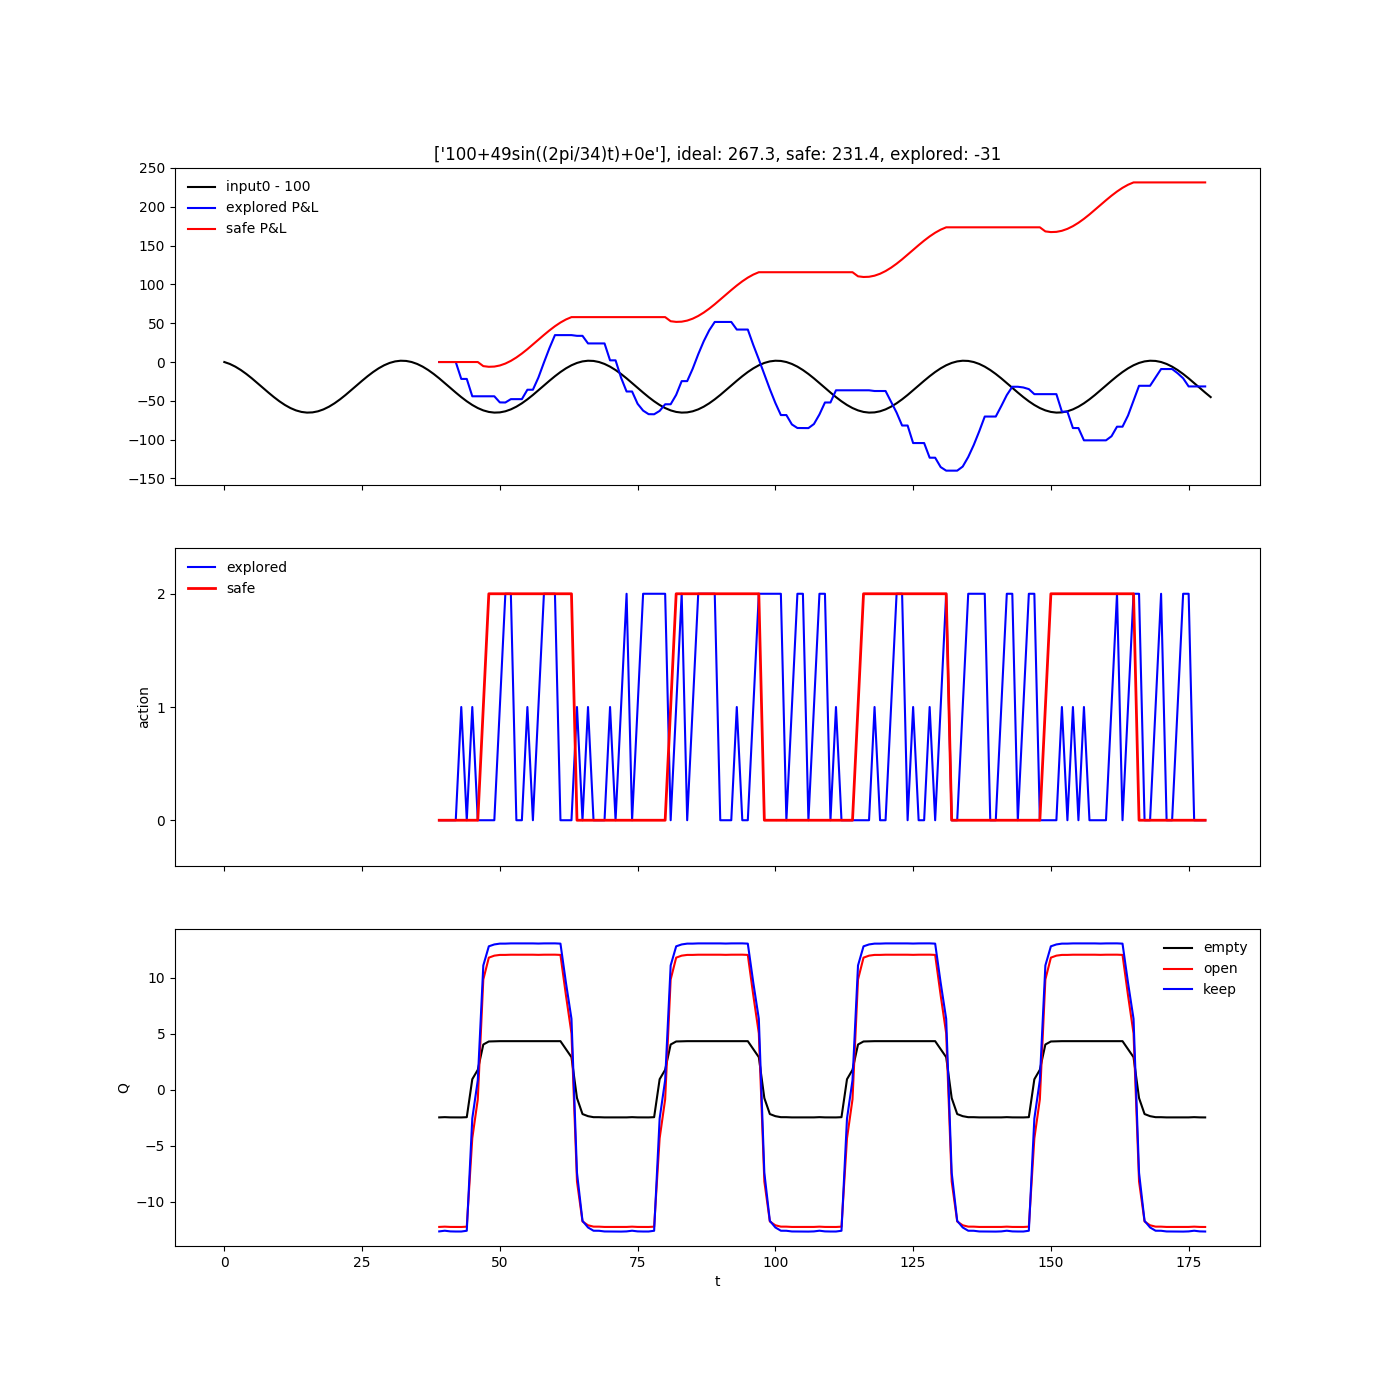 ['100+49sin((2pi/34)t)+0e'], ideal: 267.3, safe: 231.4, explored: -31
250
200
150
100
50
0
−50
−100
−150
input0 - 100
explored P&L
safe P&L
action
2
1
0
explored
safe
Q
10
5
0
−5
−10
empty
open
keep
0 25 50 75 100 125 150 175
t